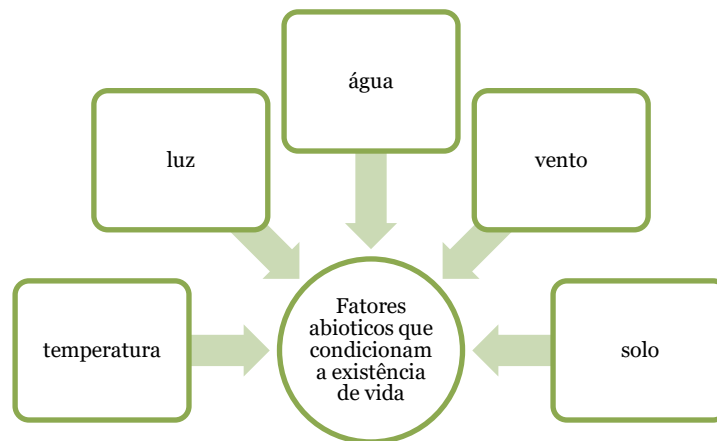 água
luz
vento
temperatura
Fatores
abioticos que
condicionam
a existência
de vida
solo